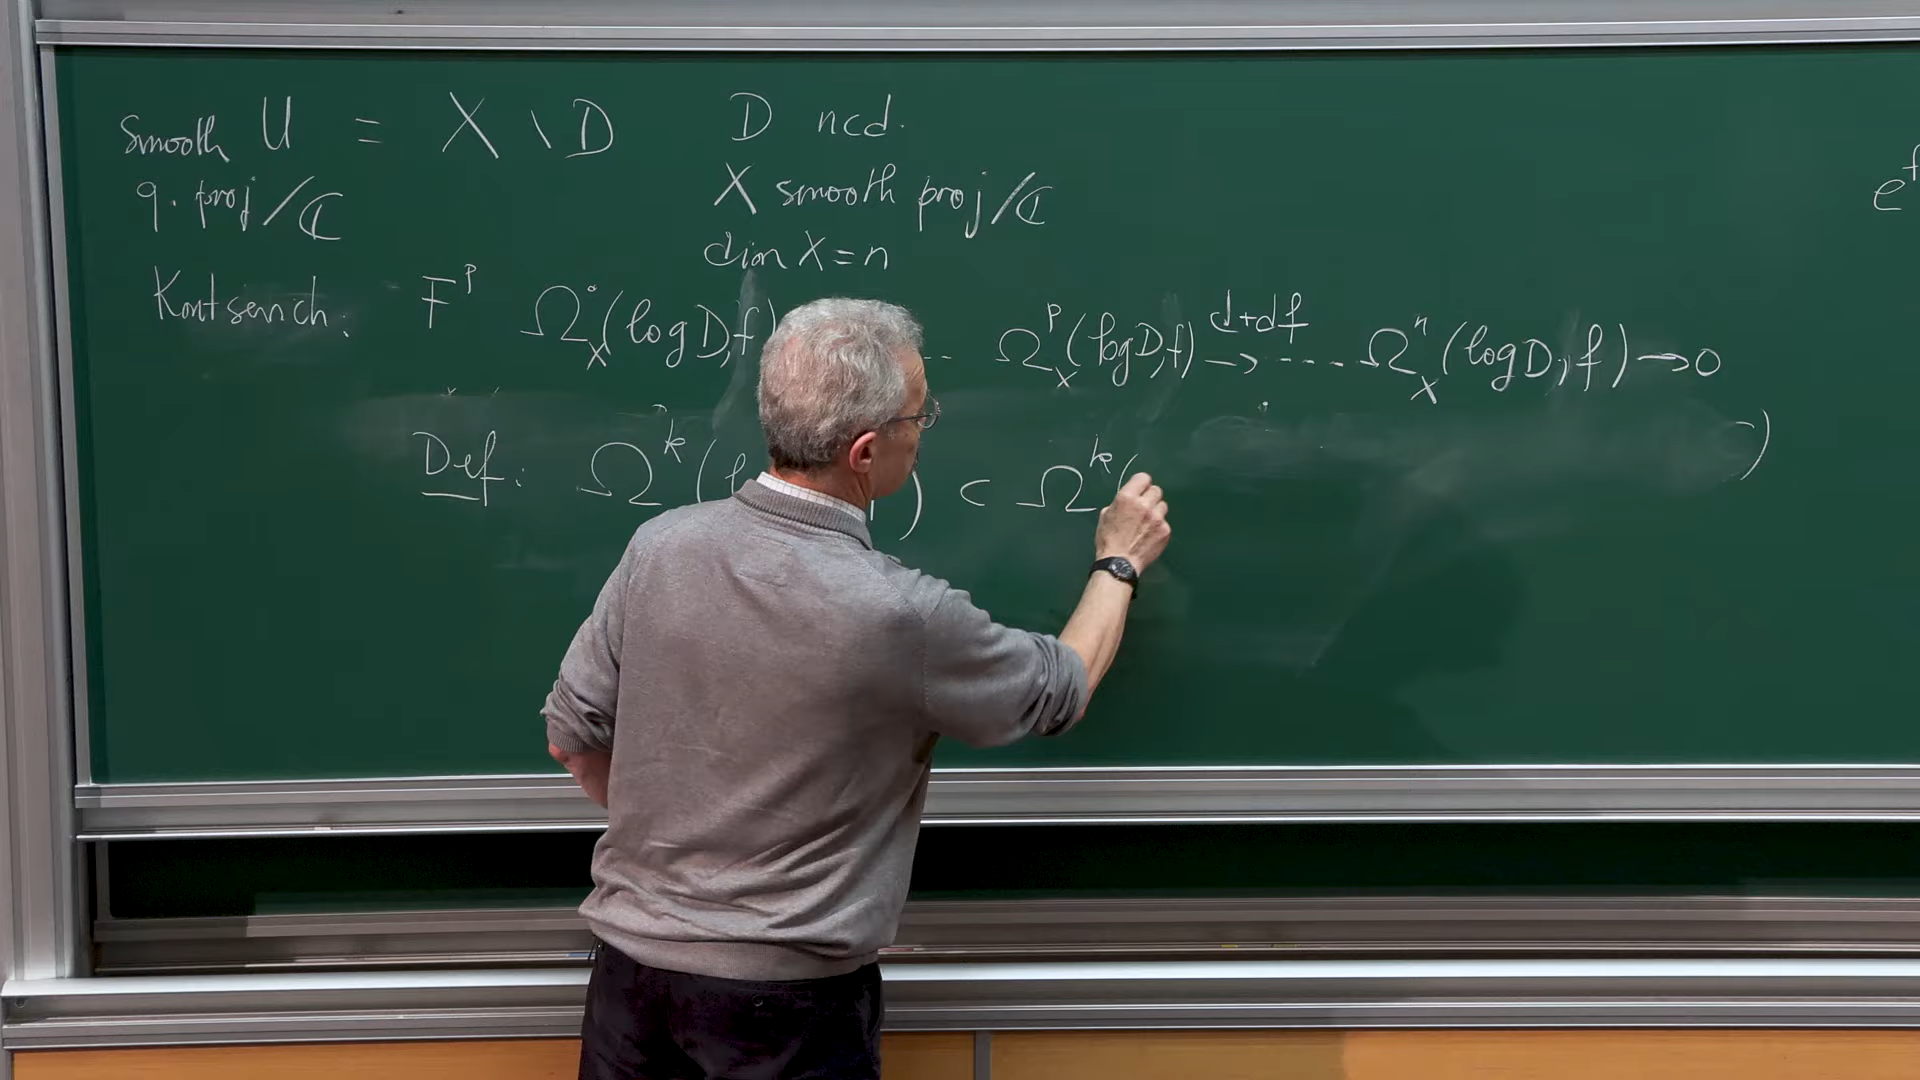 Smooth U = X \ D D ncd.
q. proj/ℂ X smooth proj/ℂ
dim X = n
e^f
Kontsevich: F^p Ω^•_X(log D, f) -- Ω^p_X(log D, f) →^{d+df} ---- Ω^n_X(log D, f) → 0
Def: Ω^k( ) ⊂ Ω^k( )